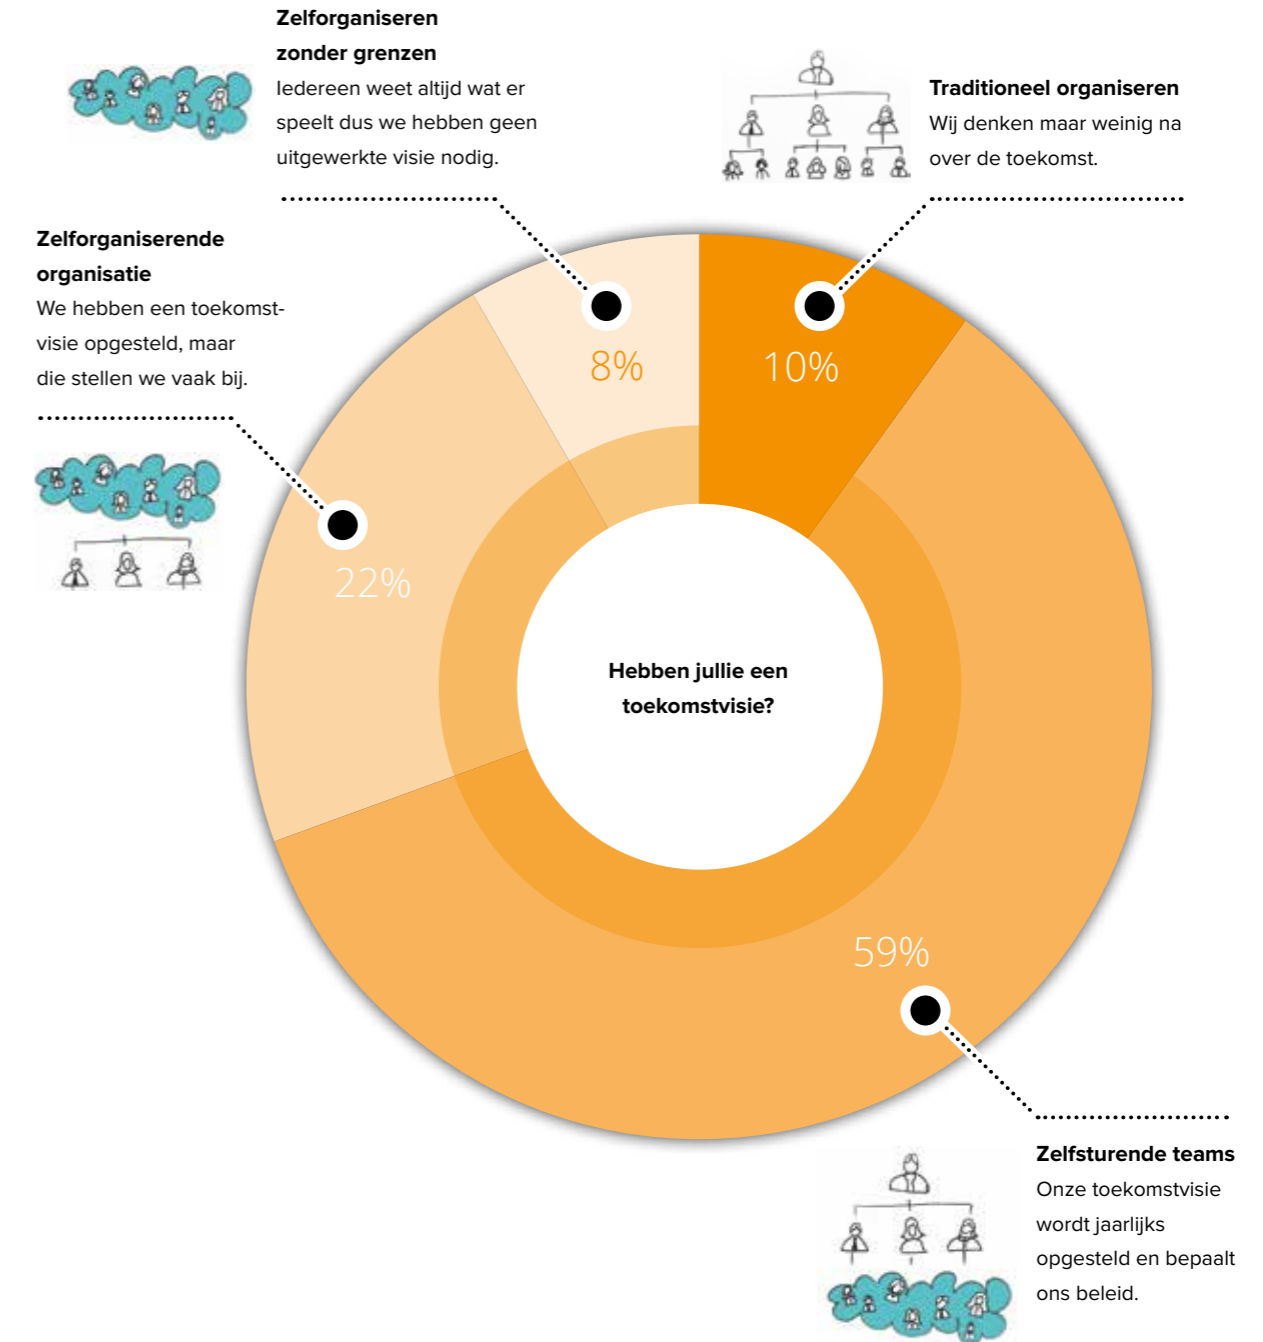 Zelforganiseren
zonder grenzen
Iedereen weet altijd wat er
speelt dus we hebben geen
uitgewerkte visie nodig.
Traditioneel organiseren
Wij denken maar weinig na
over de toekomst.
Zelforganiserende
organisatie
We hebben een toekomst-
visie opgesteld, maar
die stellen we vaak bij.
8%
10%
22%
Hebben jullie een
toekomstvisie?
59%
Zelfsturende teams
Onze toekomstvisie
wordt jaarlijks
opgesteld en bepaalt
ons beleid.